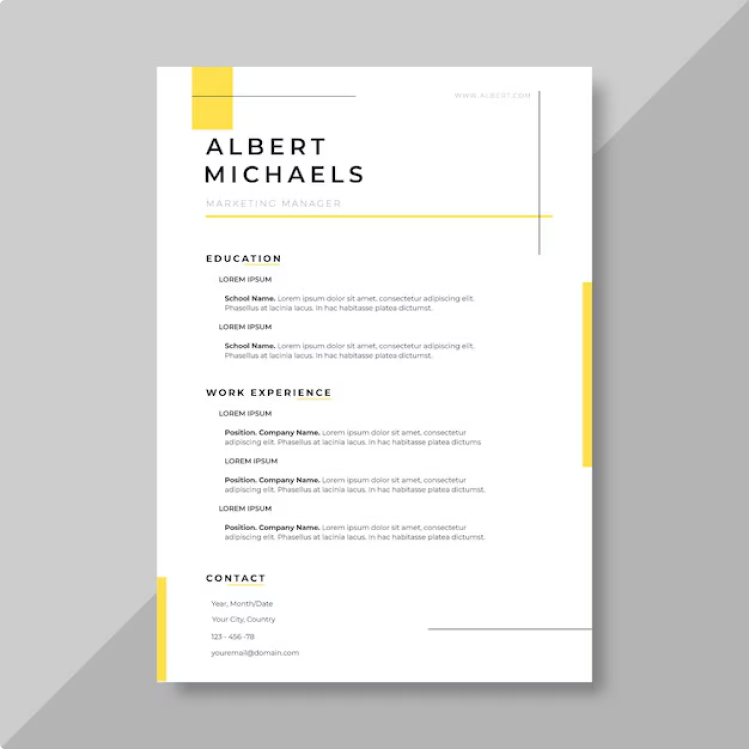 WWW.ALBERT.COM
ALBERT
MICHAELS
MARKETING MANAGER
EDUCATION
LOREM IPSUM
School Name. Lorem ipsum dolor sit amet, consectetur adipiscing elit.
Phasellus at lacinia lacus. In hac habitasse platea dictum.
LOREM IPSUM
School Name. Lorem ipsum dolor sit amet, consectetur adipiscing elit.
Phasellus at lacinia lacus. In hac habitasse platea dictum.
WORK EXPERIENCE
LOREM IPSUM
Position. Company Name. Lorem ipsum dolor sit amet, consectetur
adipiscing elit. Phasellus at lacinia lacus. In hac habitasse platea dictums
LOREM IPSUM
Position. Company Name. Lorem ipsum dolor sit amet, consectetur
adipiscing elit. Phasellus at lacinia lacus. In hac habitasse platea dictums.
LOREM IPSUM
Position. Company Name. Lorem ipsum dolor sit amet, consectetur
adipiscing elit. Phasellus at lacinia lacus. In hac habitasse platea dictums.
CONTACT
Year, Month/Date
Your City, Country
123 - 456 -78
youremail@domain.com